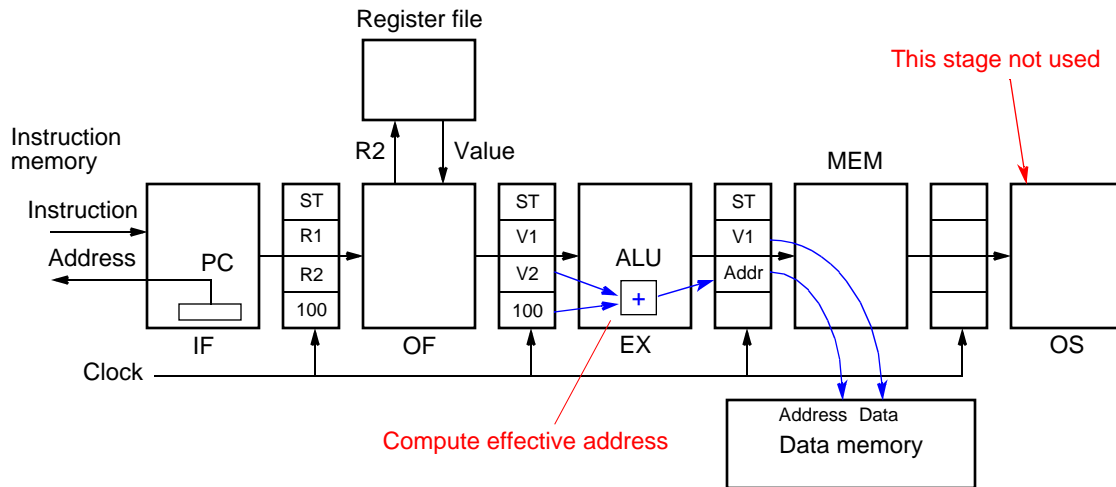 Register file
This stage not used
Instruction
memory
R2
Value
MEM
Instruction
Address
PC
ST
R1
R2
100
ST
V1
V2
100
ALU
+
ST
V1
Addr
IF
OF
EX
OS
Clock
Compute effective address
Address Data
Data memory